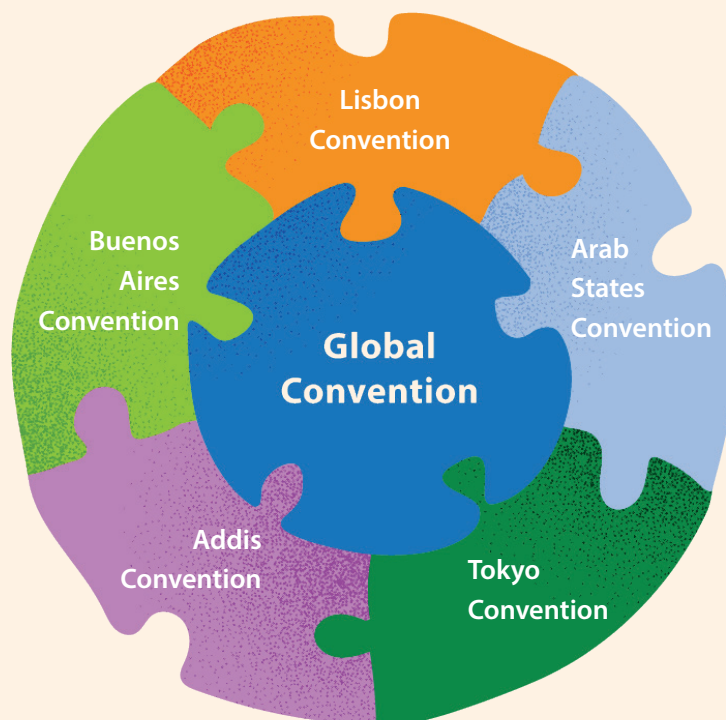 Lisbon
Convention
Buenos
Aires
Convention
Arab
States
Convention
Global
Convention
Addis
Convention
Tokyo
Convention